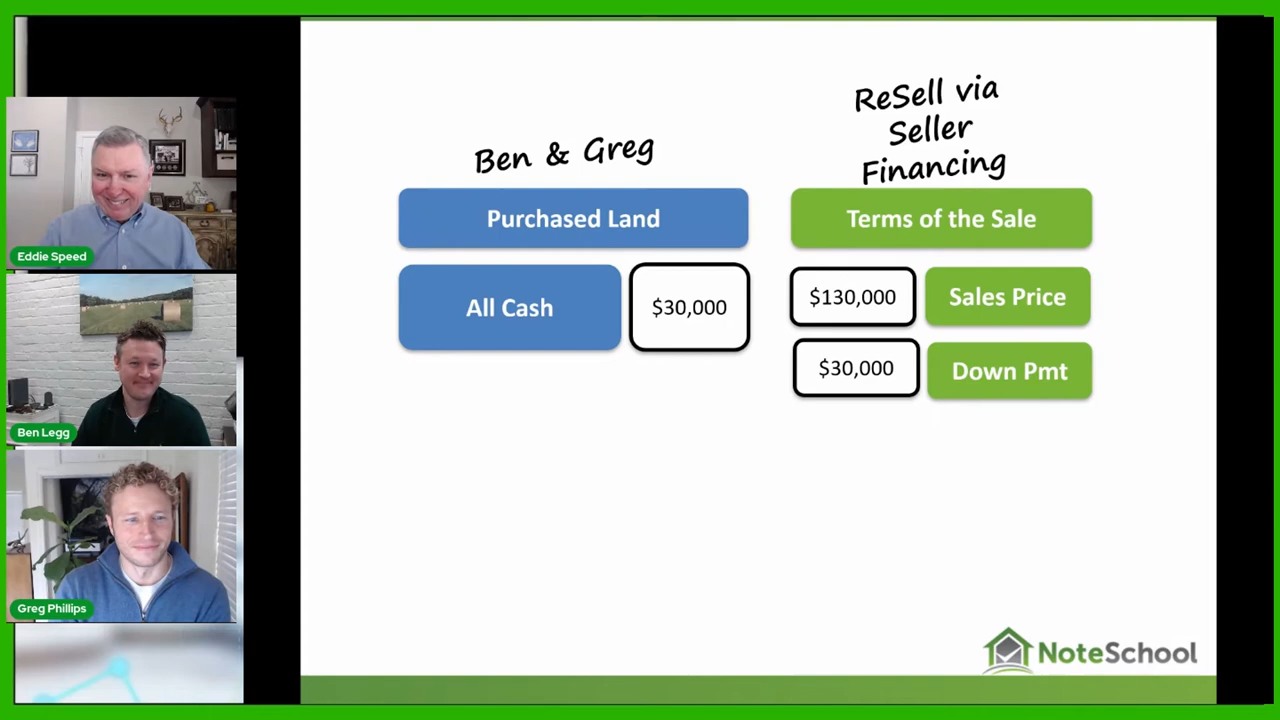 Eddie Speed
Ben Legg
Greg Phillips
Ben & Greg
Purchased Land
All Cash
$30,000
ReSell via
Seller
Financing
Terms of the Sale
$130,000
Sales Price
$30,000
Down Pmt
NoteSchool